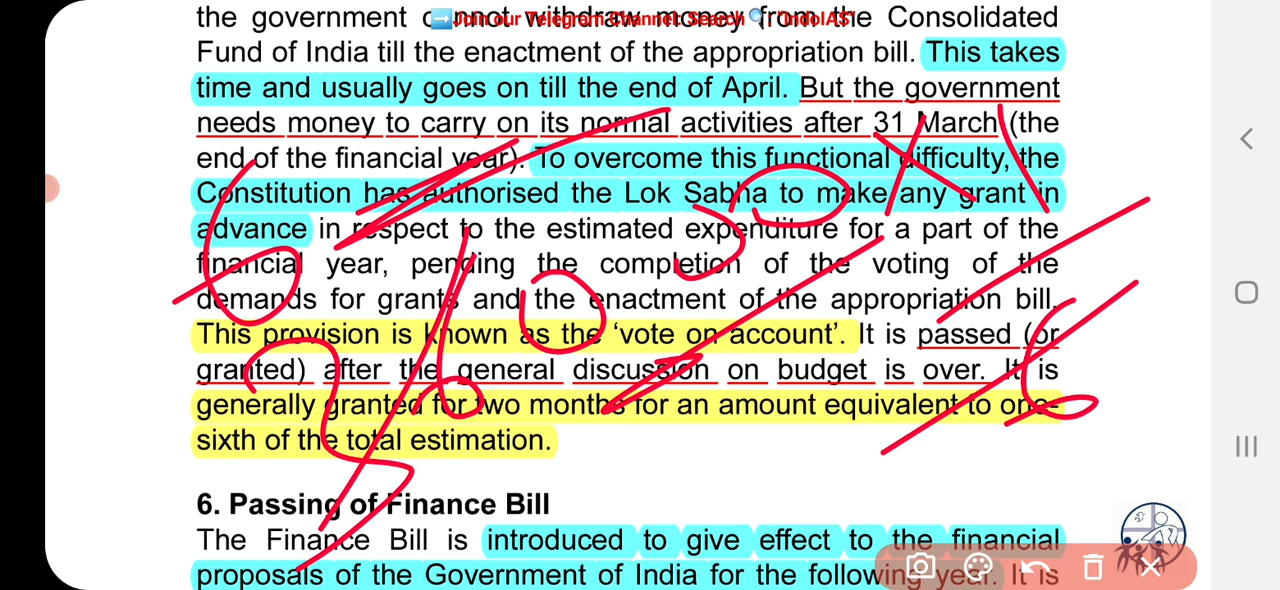 the government cannot withdraw money from the Consolidated
➡️Join our Telegram Channel, Search 🔍 "IndoIAS"
Fund of India till the enactment of the appropriation bill. This takes
time and usually goes on till the end of April. But the government
needs money to carry on its normal activities after 31 March (the
end of the financial year). To overcome this functional difficulty, the
Constitution has authorised the Lok Sabha to make any grant in
advance in respect to the estimated expenditure for a part of the
financial year, pending the completion of the voting of the
demands for grants and the enactment of the appropriation bill.
This provision is known as the ‘vote on account’. It is passed (or
granted) after the general discussion on budget is over. It is
generally granted for two months for an amount equivalent to one-
sixth of the total estimation.
6. Passing of Finance Bill
The Finance Bill is introduced to give effect to the financial
proposals of the Government of India for the following year. It is